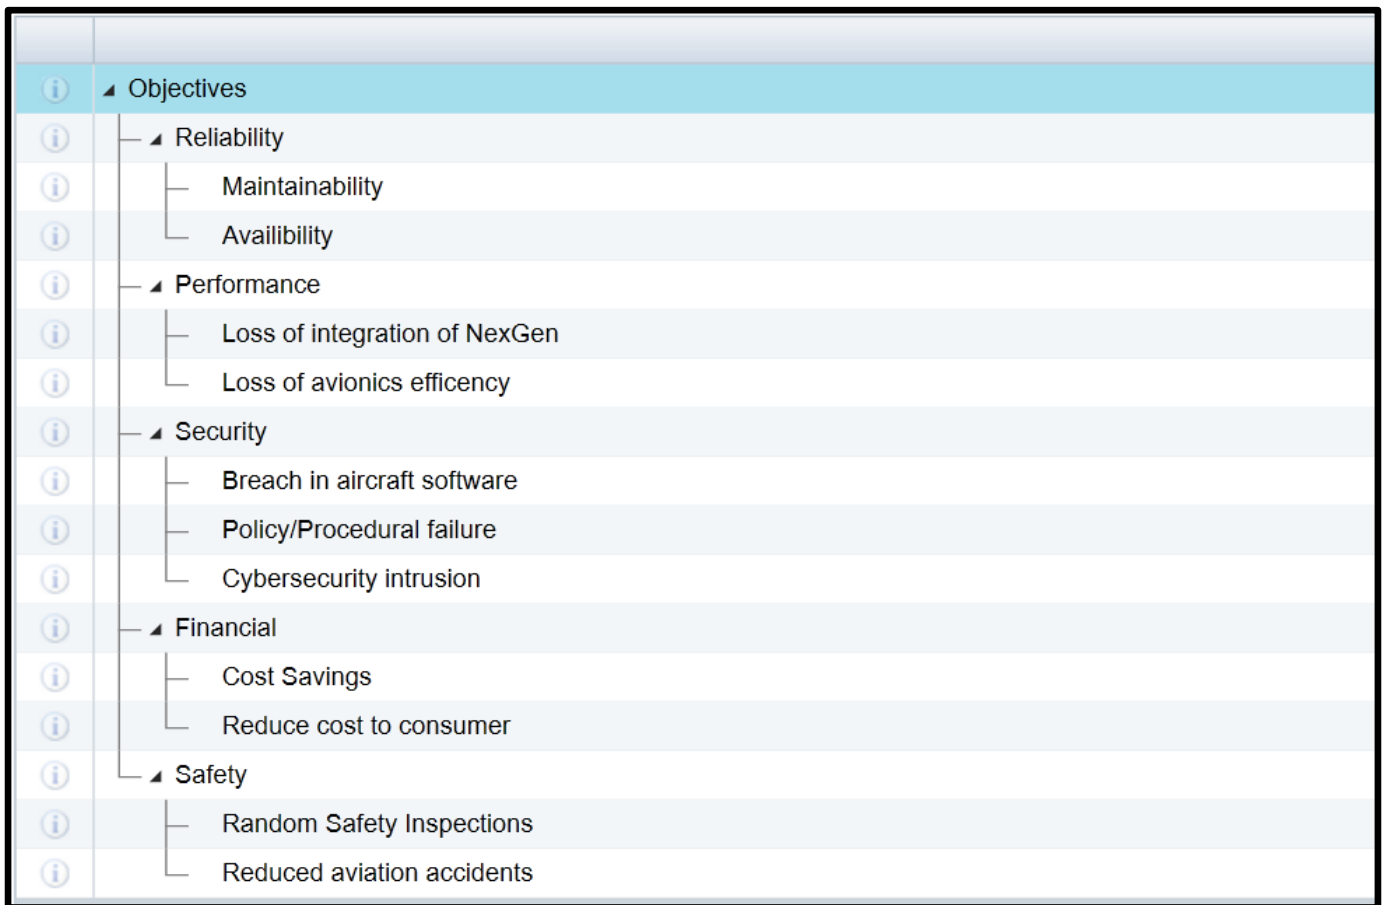 Objectives
Reliability
Maintainability
Availibility
Performance
Loss of integration of NexGen
Loss of avionics efficency
Security
Breach in aircraft software
Policy/Procedural failure
Cybersecurity intrusion
Financial
Cost Savings
Reduce cost to consumer
Safety
Random Safety Inspections
Reduced aviation accidents